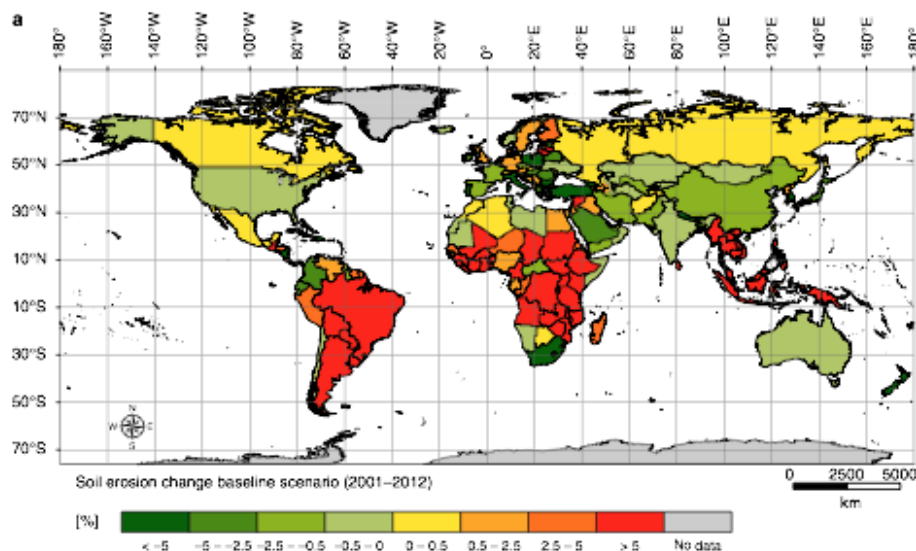 a
180° 160°W 140°W 120°W 100°W 80°W 60°W 40°W 20°W 0° 20°E 40°E 60°E 80°E 100°E 120°E 140°E 160°E 180°
70°N
50°N
30°N
10°N
10°S
30°S
50°S
70°S
N
W E
S
Soil erosion change baseline scenario (2001–2012)
0 2500 5000
km
[%]
< −5 −5 − −2.5 −2.5 − −0.5 −0.5 − 0 0 − 0.5 0.5 − 2.5 2.5 − 5 > 5 No data